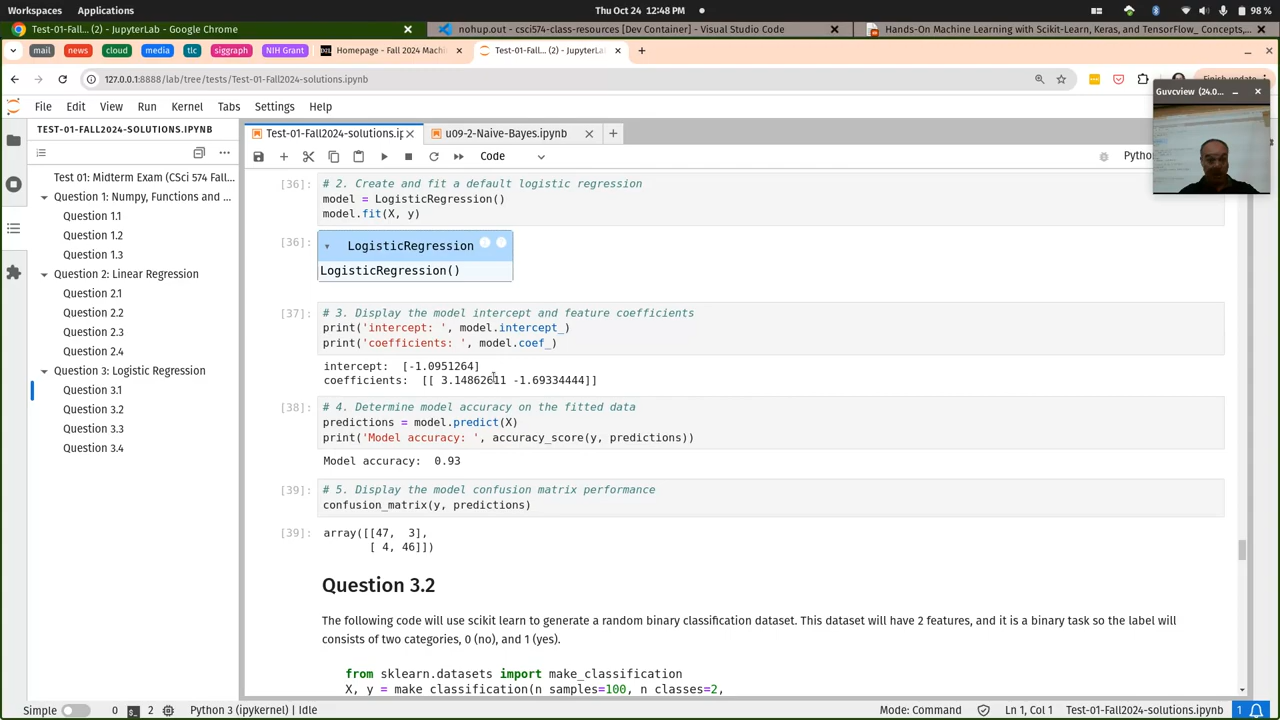 Workspaces Applications Thu Oct 24 12:48 PM 98 %
Test-01-Fall... (2) - JupyterLab - Google Chrome nohup.out - csci574-class-resources [Dev Container] - Visual Studio Code Hands-On Machine Learning with Scikit-Learn, Keras, and TensorFlow_ Concepts,...
mail news cloud media tlc siggraph NIH Grant Homepage - Fall 2024 Machi Test-01-Fall... (2) - JupyterL
127.0.0.1:8888/lab/tree/tests/Test-01-Fall2024-solutions.ipynb Finish update
Guvcview (24.0...
File Edit View Run Kernel Tabs Settings Help
TEST-01-FALL2024-SOLUTIONS.IPYNB
Test-01-Fall2024-solutions.ip u09-2-Naive-Bayes.ipynb
Code Pytho
Test 01: Midterm Exam (CSci 574 Fall...
Question 1: Numpy, Functions and ...
Question 1.1
Question 1.2
Question 1.3
Question 2: Linear Regression
Question 2.1
Question 2.2
Question 2.3
Question 2.4
Question 3: Logistic Regression
Question 3.1
Question 3.2
Question 3.3
Question 3.4
[36]: # 2. Create and fit a default logistic regression
model = LogisticRegression()
model.fit(X, y)
[36]: LogisticRegression
LogisticRegression()
[37]: # 3. Display the model intercept and feature coefficients
print('intercept: ', model.intercept_)
print('coefficients: ', model.coef_)
intercept:  [-1.0951264]
coefficients:  [[ 3.14862611 -1.69334444]]
[38]: # 4. Determine model accuracy on the fitted data
predictions = model.predict(X)
print('Model accuracy: ', accuracy_score(y, predictions))
Model accuracy:  0.93
[39]: # 5. Display the model confusion matrix performance
confusion_matrix(y, predictions)
[39]: array([[47,  3],
[ 4, 46]])
Question 3.2
The following code will use scikit learn to generate a random binary classification dataset. This dataset will have 2 features, and it is a binary task so the label will
consists of two categories, 0 (no), and 1 (yes).
from sklearn.datasets import make_classification
X, y = make_classification(n_samples=100, n_classes=2,
Simple 0 2 Python 3 (ipykernel) | Idle Mode: Command Ln 1, Col 1 Test-01-Fall2024-solutions.ipynb 1